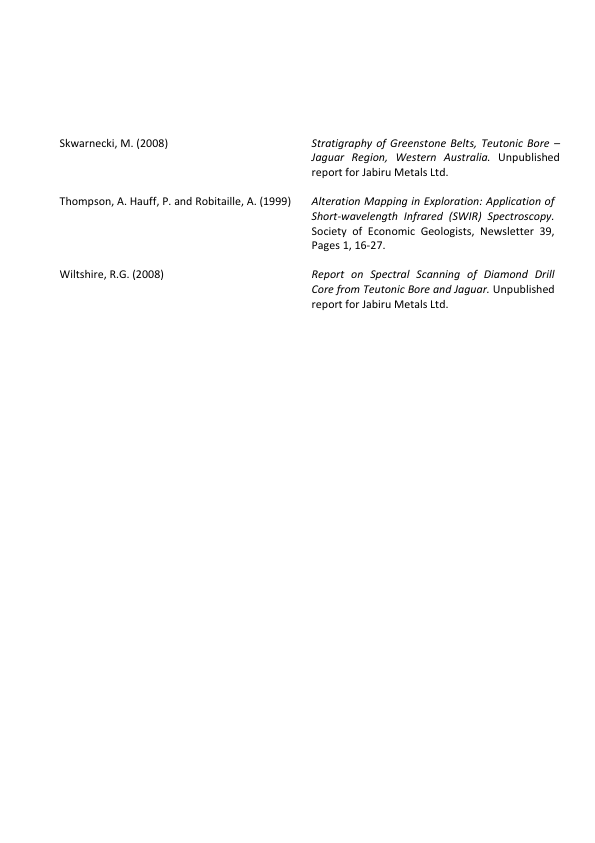 Skwarnecki, M. (2008)
Stratigraphy of Greenstone Belts, Teutonic Bore –
Jaguar Region, Western Australia. Unpublished
report for Jabiru Metals Ltd.
Thompson, A. Hauff, P. and Robitaille, A. (1999)
Alteration Mapping in Exploration: Application of
Short-wavelength Infrared (SWIR) Spectroscopy.
Society of Economic Geologists, Newsletter 39,
Pages 1, 16-27.
Wiltshire, R.G. (2008)
Report on Spectral Scanning of Diamond Drill
Core from Teutonic Bore and Jaguar. Unpublished
report for Jabiru Metals Ltd.